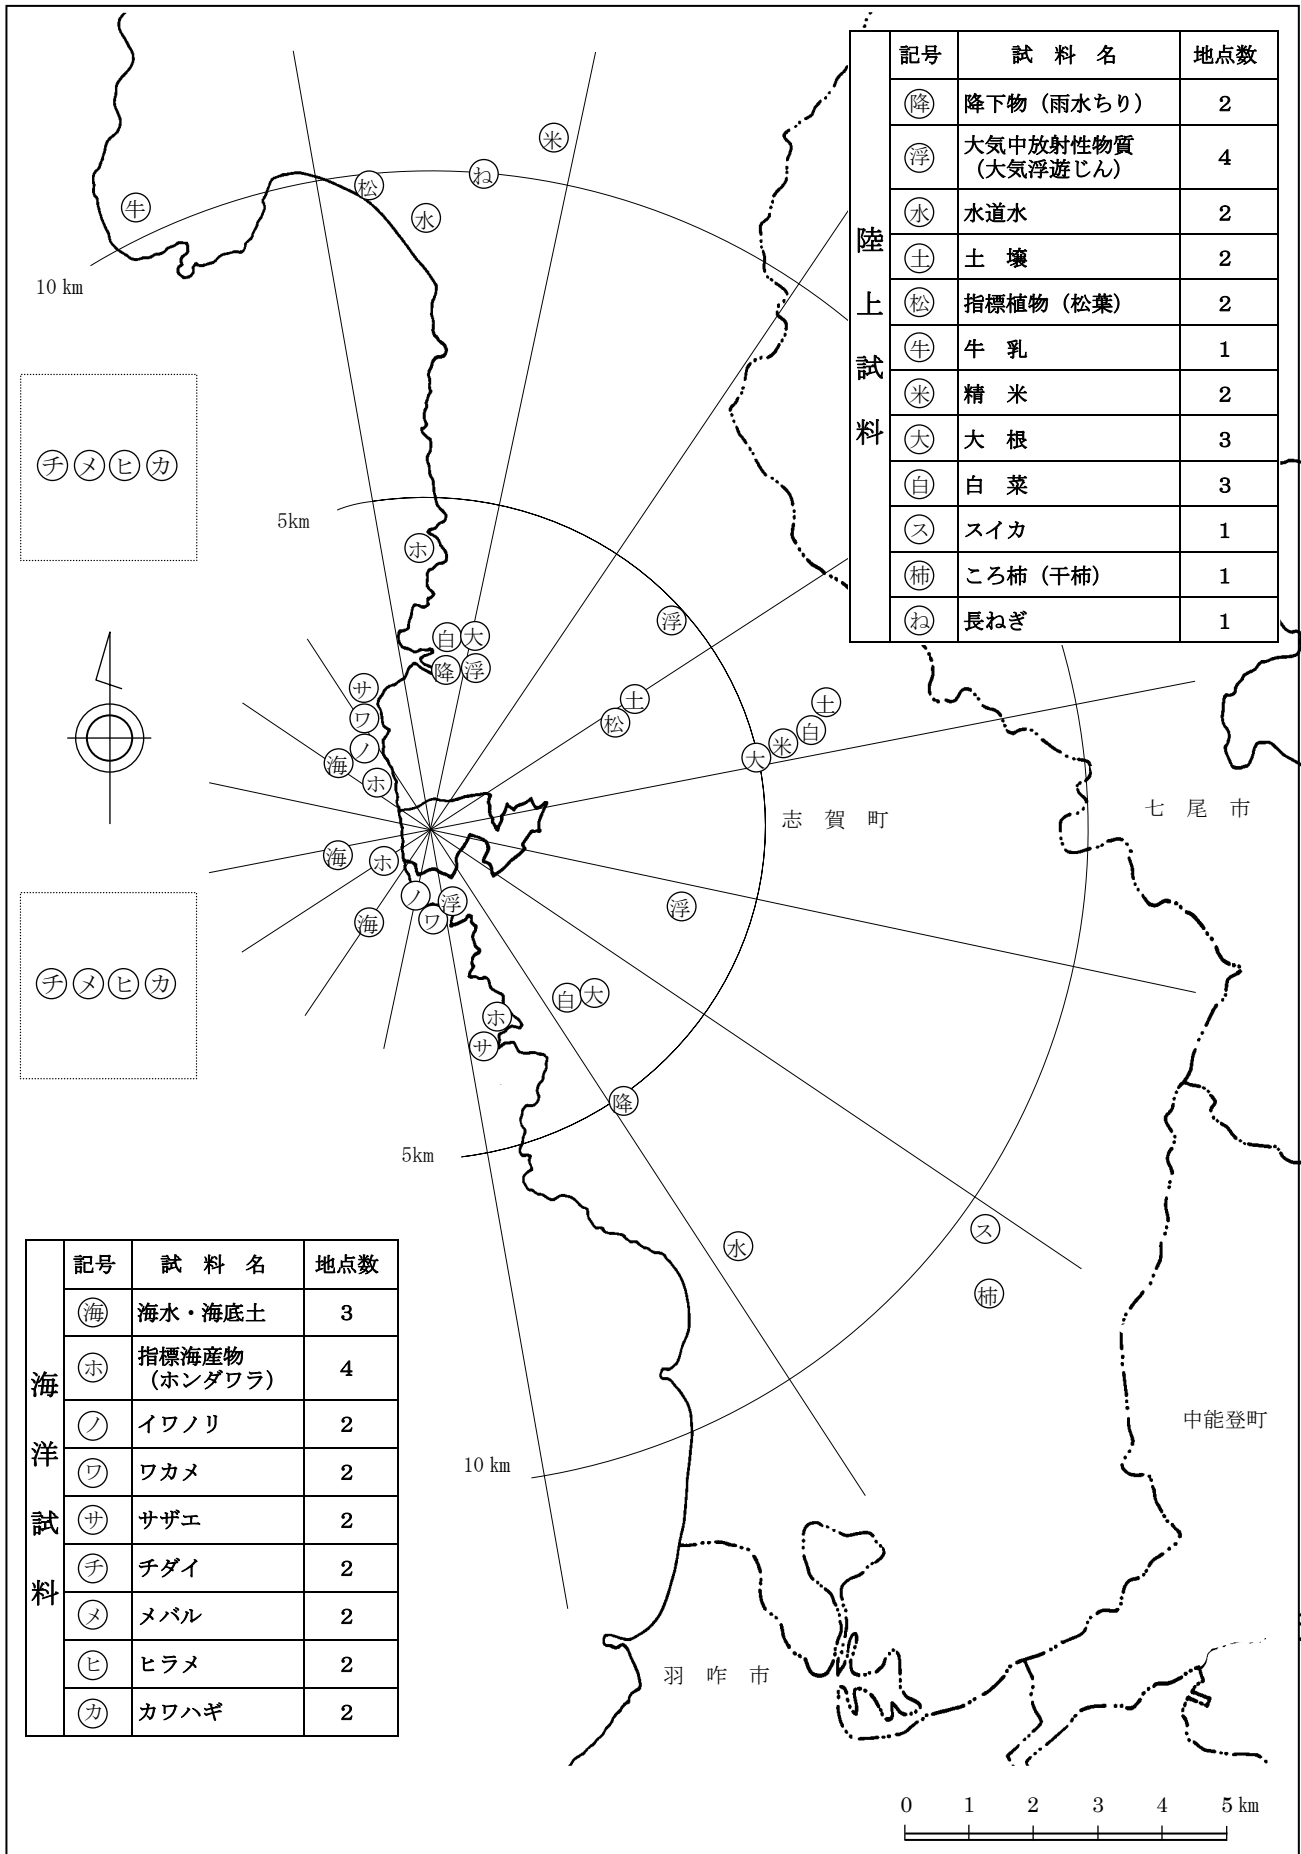 記号 試料名 地点数
陸上試料
降 降下物（雨水ちり） 2
浮 大気中放射性物質
（大気浮遊じん） 4
水 水道水 2
土 土壌 2
松 指標植物（松葉） 2
牛 牛乳 1
米 精米 2
大 大根 3
白 白菜 3
ス スイカ 1
柿 ころ柿（干柿） 1
ね 長ねぎ 1
米
ね
松
水
牛
10 km
チ メ ヒ カ
5km
ホ
浮
白 大
降 浮
サ
ワ
ノ
海
ホ
土
松
土
白
米
大
志賀町
七尾市
海
ホ
ノ
浮
ワ
海
浮
チ メ ヒ カ
白 大
ホ
サ
降
5km
ス
水
柿
中能登町
10 km
羽咋市
記号 試料名 地点数
海洋試料
海 海水・海底土 3
ホ 指標海産物
（ホンダワラ） 4
ノ イワノリ 2
ワ ワカメ 2
サ サザエ 2
チ チダイ 2
メ メバル 2
ヒ ヒラメ 2
カ カワハギ 2
0 1 2 3 4 5 km